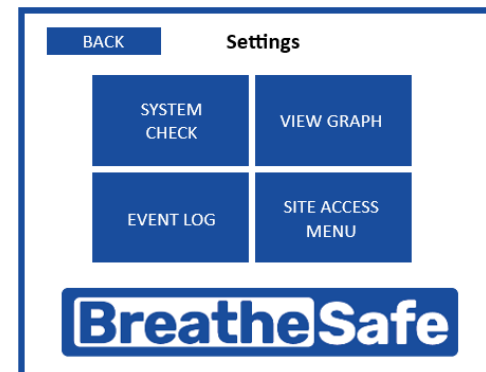 BACK
Settings
SYSTEM
CHECK
VIEW GRAPH
EVENT LOG
SITE ACCESS
MENU
BreatheSafe